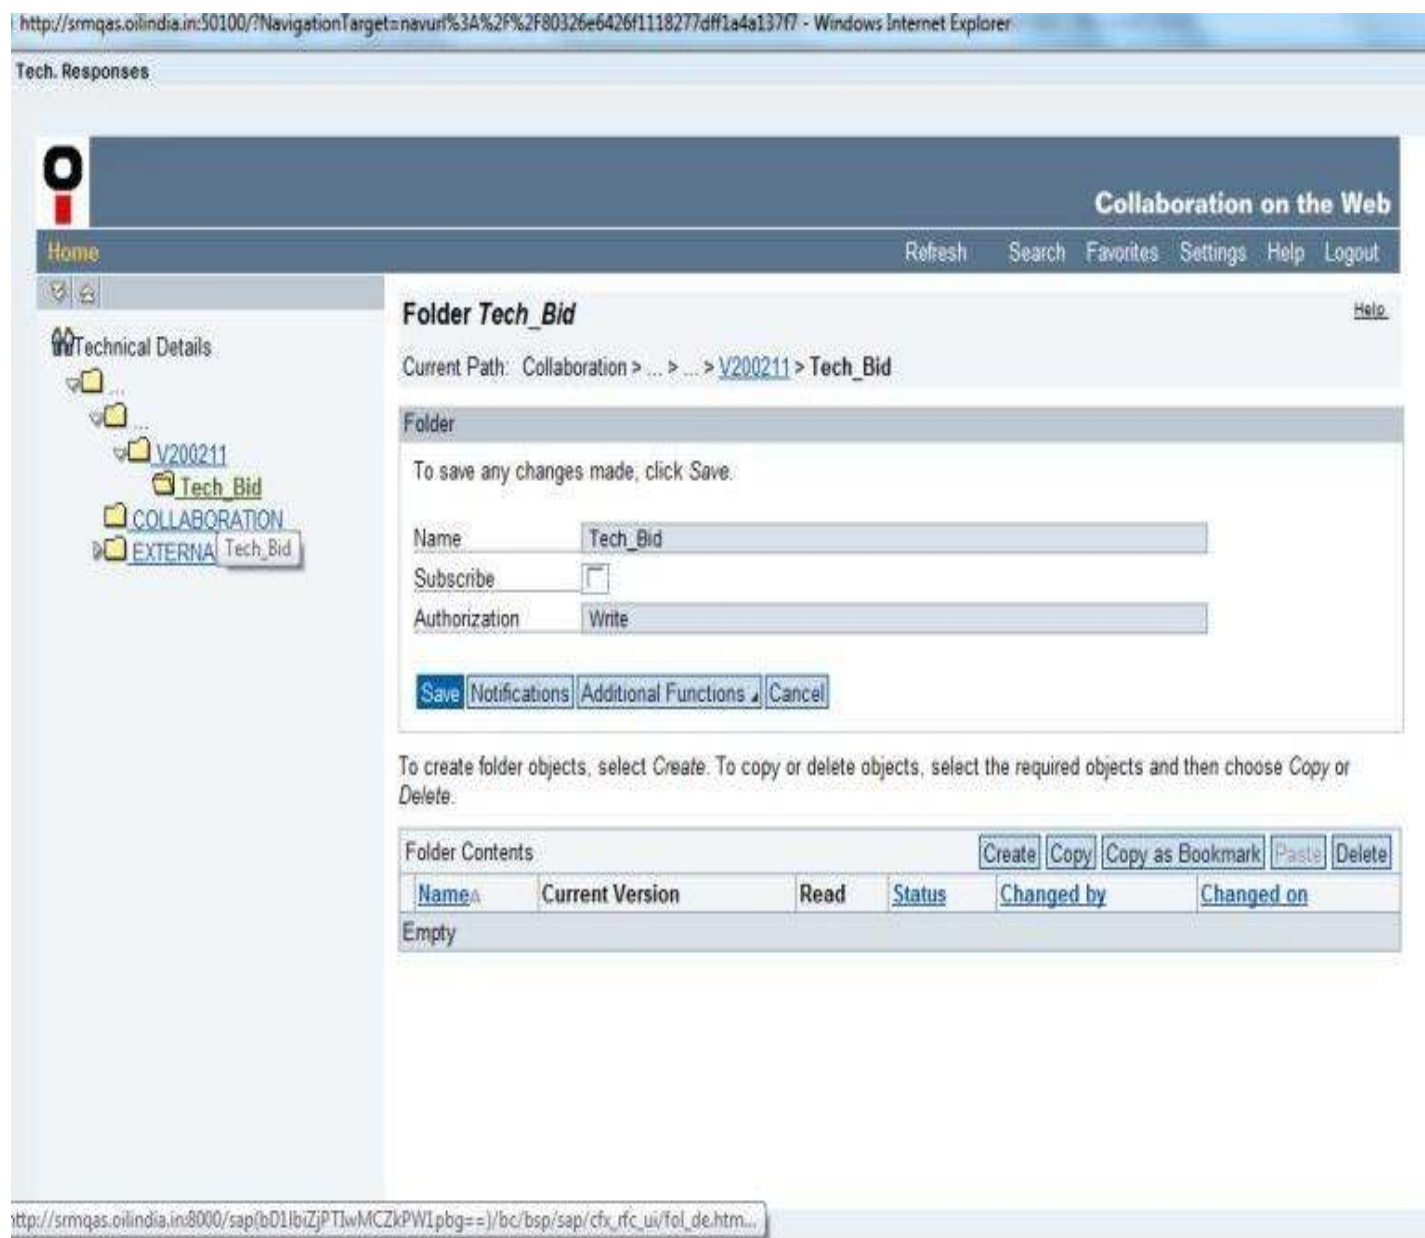 http://srmqas.oilindia.in:50100/?NavigationTarget=navurl%3A%2F%2F80326e6426f1118277dff1a4a137f7 - Windows Internet Explorer
Tech. Responses
Collaboration on the Web
Home Refresh Search Favorites Settings Help Logout
Folder Tech_Bid Help
Technical Details
Current Path: Collaboration > ... > ... > V200211 > Tech_Bid
...
...
Folder
V200211
To save any changes made, click Save.
Tech_Bid
COLLABORATION
Name Tech_Bid
EXTERNA Tech_Bid
Subscribe
Authorization Write
Save Notifications Additional Functions Cancel
To create folder objects, select Create. To copy or delete objects, select the required objects and then choose Copy or
Delete.
Folder Contents Create Copy Copy as Bookmark Paste Delete
Name Current Version Read Status Changed by Changed on
Empty
ttp://srmqas.oilindia.in:8000/sap(bD1lbiZjPTIwMCZkPW1pbg==)/bc/bsp/sap/cfx_rfc_ui/fol_de.htm...